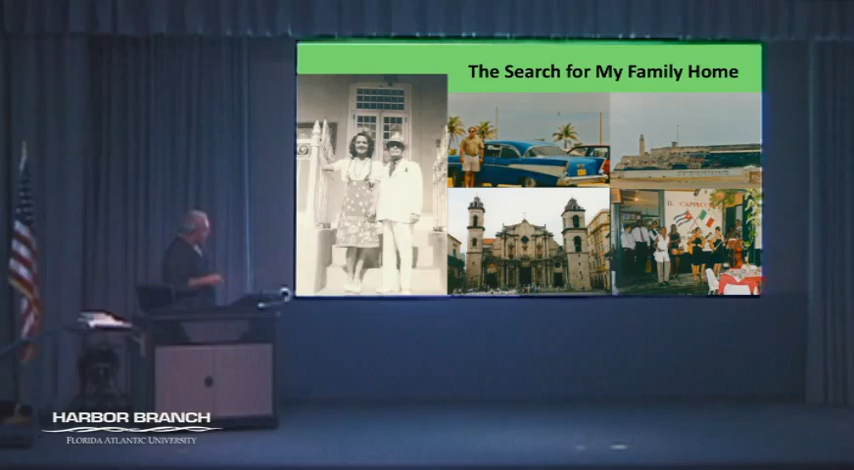 The Search for My Family Home
HARBOR BRANCH
FLORIDA ATLANTIC UNIVERSITY